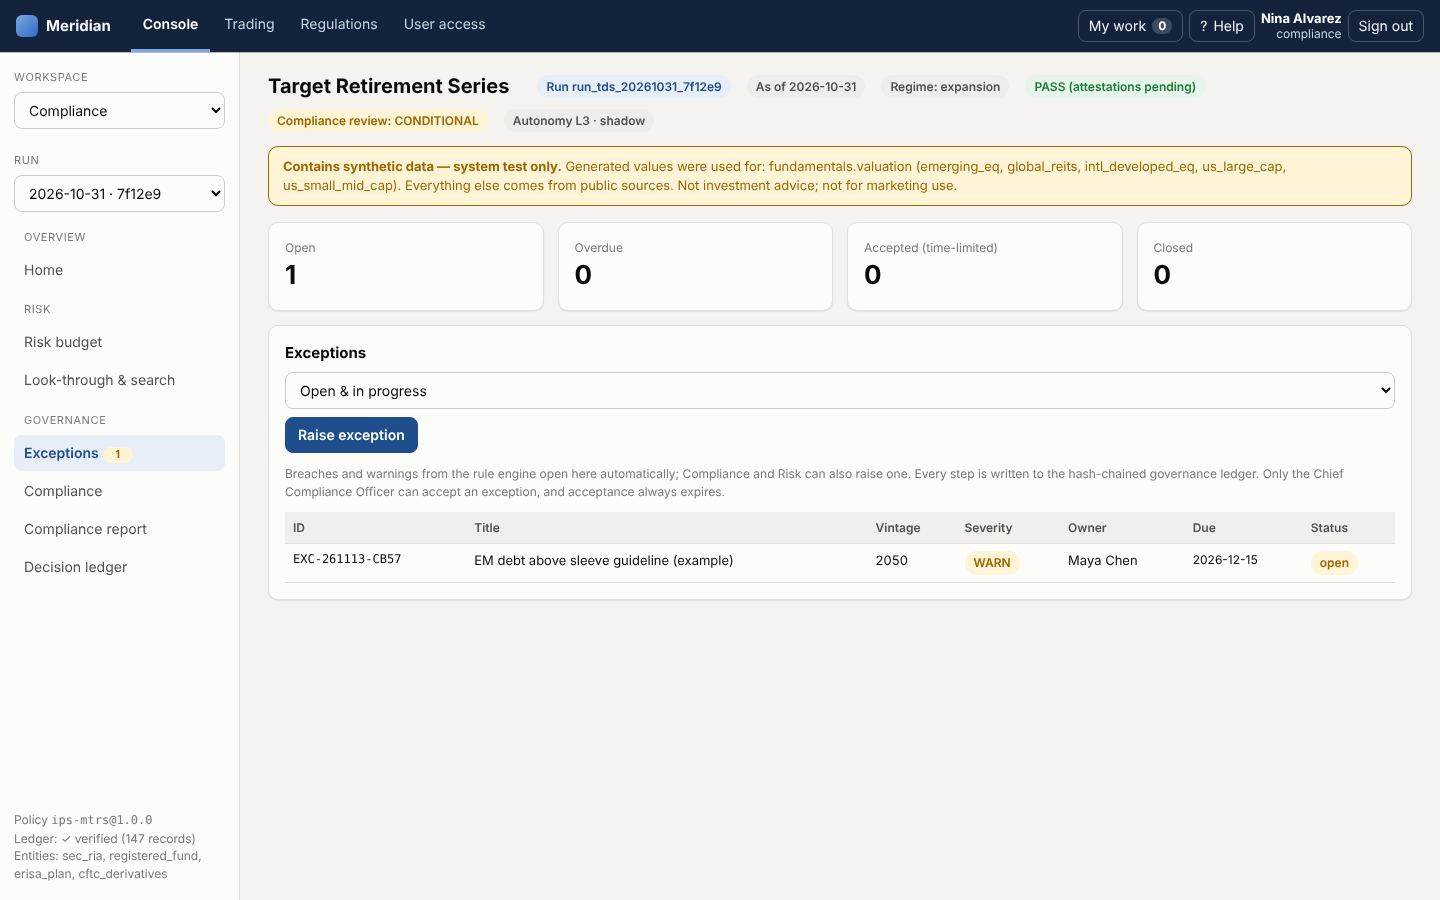 Meridian
Console
Trading
Regulations
User access
My work 0
? Help
Nina Alvarez
compliance
Sign out
WORKSPACE
Compliance
RUN
2026-10-31 · 7f12e9
OVERVIEW
Home
RISK
Risk budget
Look-through & search
GOVERNANCE
Exceptions 1
Compliance
Compliance report
Decision ledger
Policy ips-mtrs@1.0.0
Ledger: ✓ verified (147 records)
Entities: sec_ria, registered_fund,
erisa_plan, cftc_derivatives
Target Retirement Series
Run run_tds_20261031_7f12e9
As of 2026-10-31
Regime: expansion
PASS (attestations pending)
Compliance review: CONDITIONAL
Autonomy L3 · shadow
Contains synthetic data — system test only. Generated values were used for: fundamentals.valuation (emerging_eq, global_reits, intl_developed_eq, us_large_cap,
us_small_mid_cap). Everything else comes from public sources. Not investment advice; not for marketing use.
Open
1
Overdue
0
Accepted (time-limited)
0
Closed
0
Exceptions
Open & in progress
Raise exception
Breaches and warnings from the rule engine open here automatically; Compliance and Risk can also raise one. Every step is written to the hash-chained governance ledger. Only the Chief
Compliance Officer can accept an exception, and acceptance always expires.
ID Title Vintage Severity Owner Due Status
EXC-261113-CB57 EM debt above sleeve guideline (example) 2050 WARN Maya Chen 2026-12-15 open